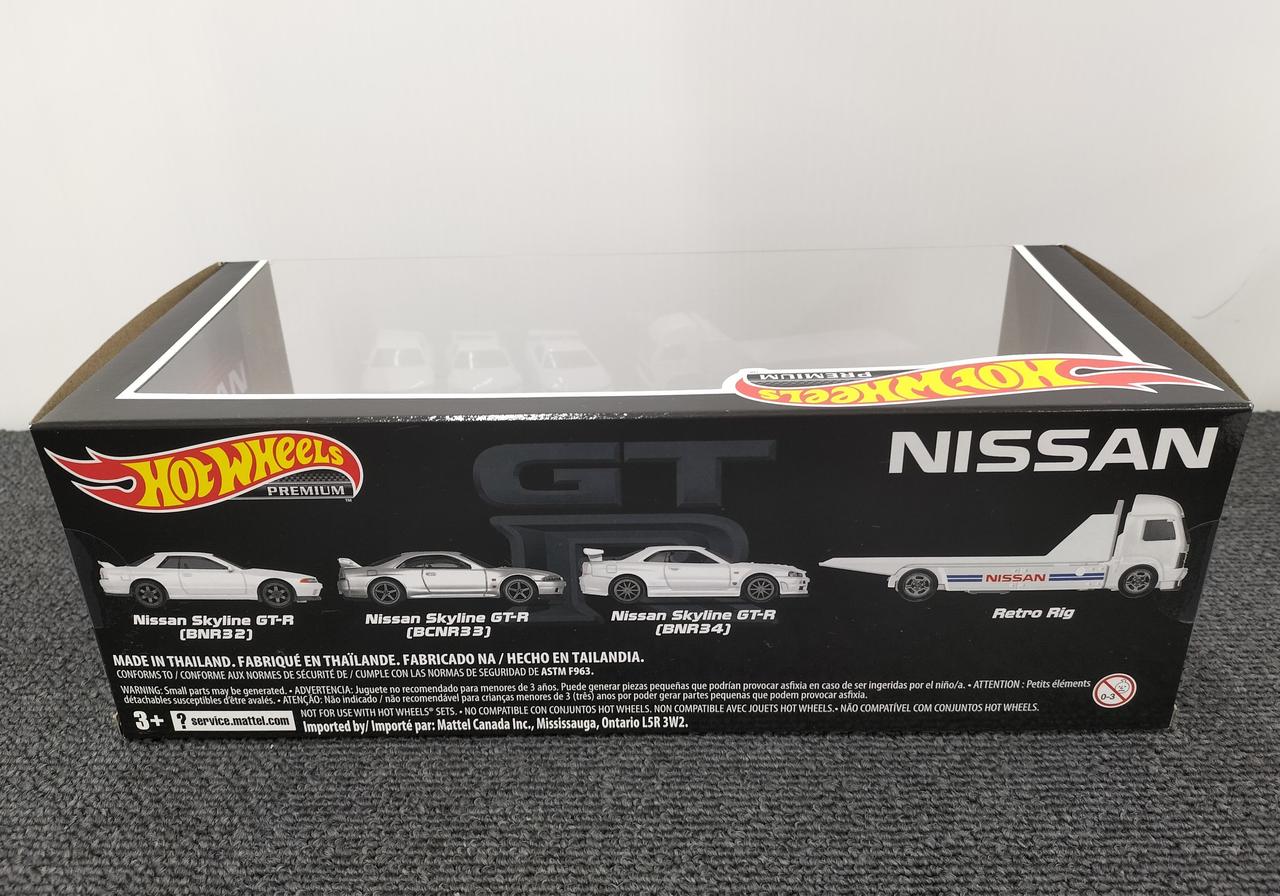 HOT WHEELS
PREMIUM
HOT WHEELS
PREMIUM™
GT
R
NISSAN
NISSAN
Nissan Skyline GT-R
(BNR32)
Nissan Skyline GT-R
(BCNR33)
Nissan Skyline GT-R
(BNR34)
Retro Rig
MADE IN THAILAND. FABRIQUÉ EN THAÏLANDE. FABRICADO NA / HECHO EN TAILANDIA.
CONFORMS TO / CONFORME AUX NORMES DE SÉCURITÉ DE / CUMPLE CON LAS NORMAS DE SEGURIDAD DE ASTM F963.
WARNING: Small parts may be generated. • ADVERTENCIA: Juguete no recomendado para menores de 3 años. Puede generar piezas pequeñas que podrían provocar asfixia en caso de ser ingeridas por el niño/a. • ATTENTION : Petits éléments
détachables susceptibles d'être avalés. • ATENÇÃO: Não indicado / não recomendável para crianças menores de 3 (três) anos por poder gerar partes pequenas que podem provocar asfixia.
0-3
3+ ? service.mattel.com
NOT FOR USE WITH HOT WHEELS® SETS. • NO COMPATIBLE CON CONJUNTOS HOT WHEELS. NON COMPATIBLE AVEC JOUETS HOT WHEELS. • NÃO COMPATÍVEL COM CONJUNTOS HOT WHEELS.
Imported by/ Importé par: Mattel Canada Inc., Mississauga, Ontario L5R 3W2.